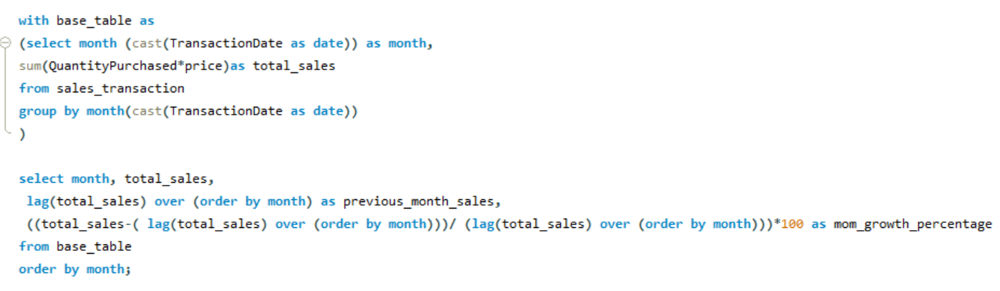 with base_table as
(select month (cast(TransactionDate as date)) as month,
sum(QuantityPurchased*price)as total_sales
from sales_transaction
group by month(cast(TransactionDate as date))
)
select month, total_sales,
lag(total_sales) over (order by month) as previous_month_sales,
((total_sales-( lag(total_sales) over (order by month)))/ (lag(total_sales) over (order by month)))*100 as mom_growth_percentage
from base_table
order by month;